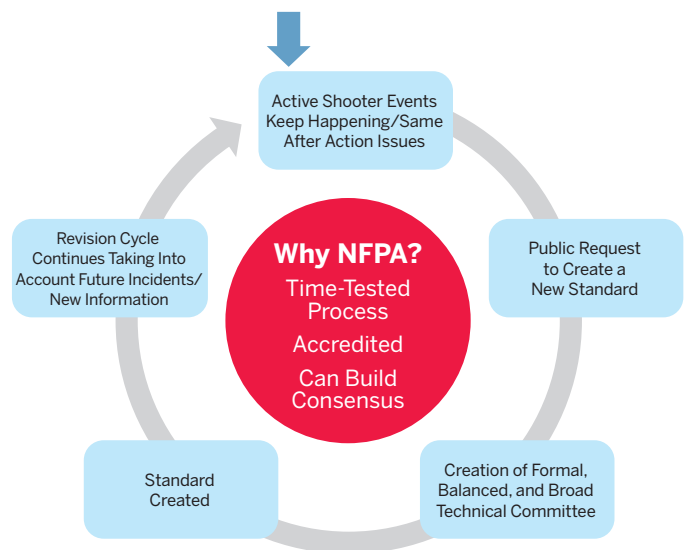 Active Shooter Events
Keep Happening/Same
After Action Issues
Public Request
to Create a
New Standard
Creation of Formal,
Balanced, and Broad
Technical Committee
Standard
Created
Revision Cycle
Continues Taking Into
Account Future Incidents/
New Information
Why NFPA?
Time-Tested
Process
Accredited
Can Build
Consensus